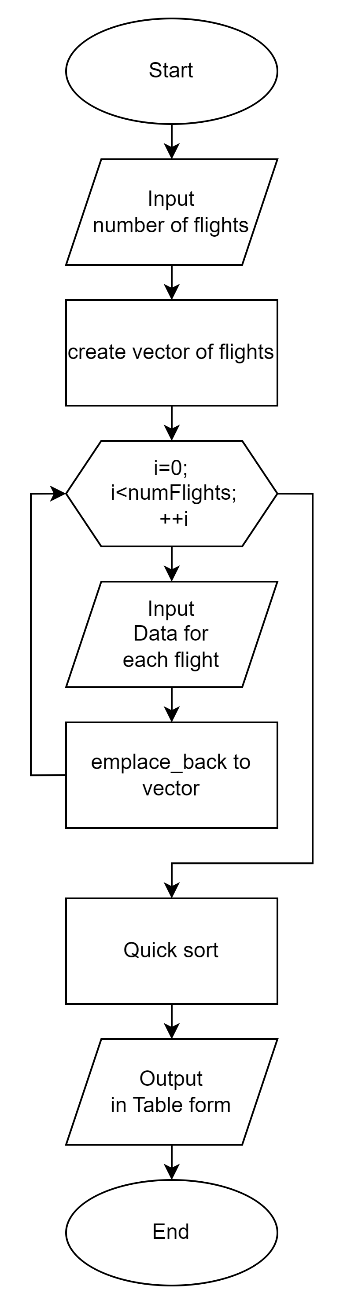 Start
Input
number of flights
create vector of flights
i=0;
i<numFlights;
++i
Input
Data for
each flight
emplace_back to
vector
Quick sort
Output
in Table form
End